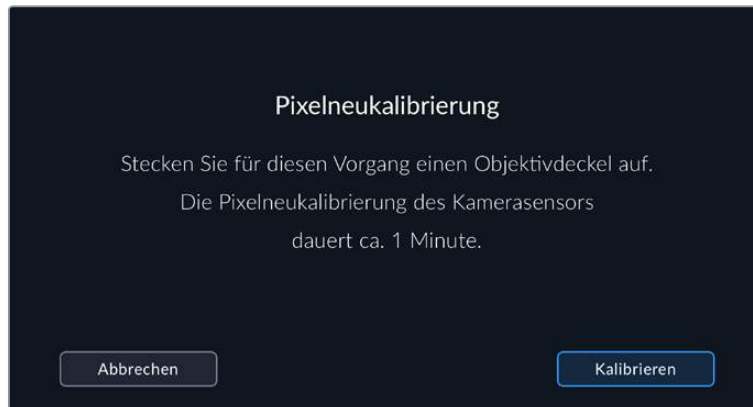 Pixelneukalibrierung
Stecken Sie für diesen Vorgang einen Objektivdeckel auf.
Die Pixelneukalibrierung des Kamerasensors
dauert ca. 1 Minute.
Abbrechen
Kalibrieren